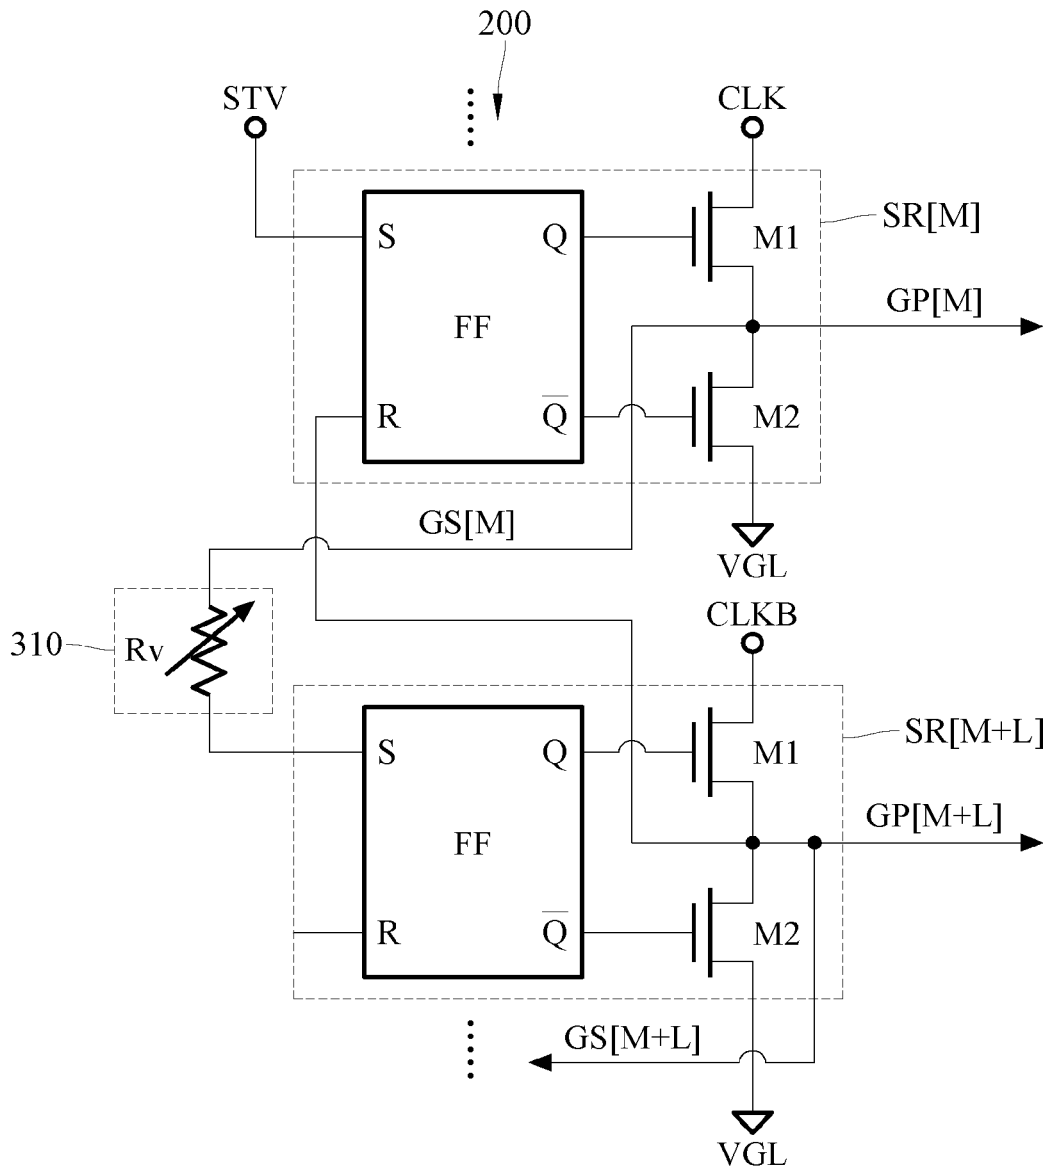 200
STV
CLK
SR[M]
S
Q
M1
GP[M]
FF
R
Q̅
M2
GS[M]
VGL
CLKB
310
Rv
SR[M+L]
S
Q
M1
GP[M+L]
FF
R
Q̅
M2
GS[M+L]
VGL